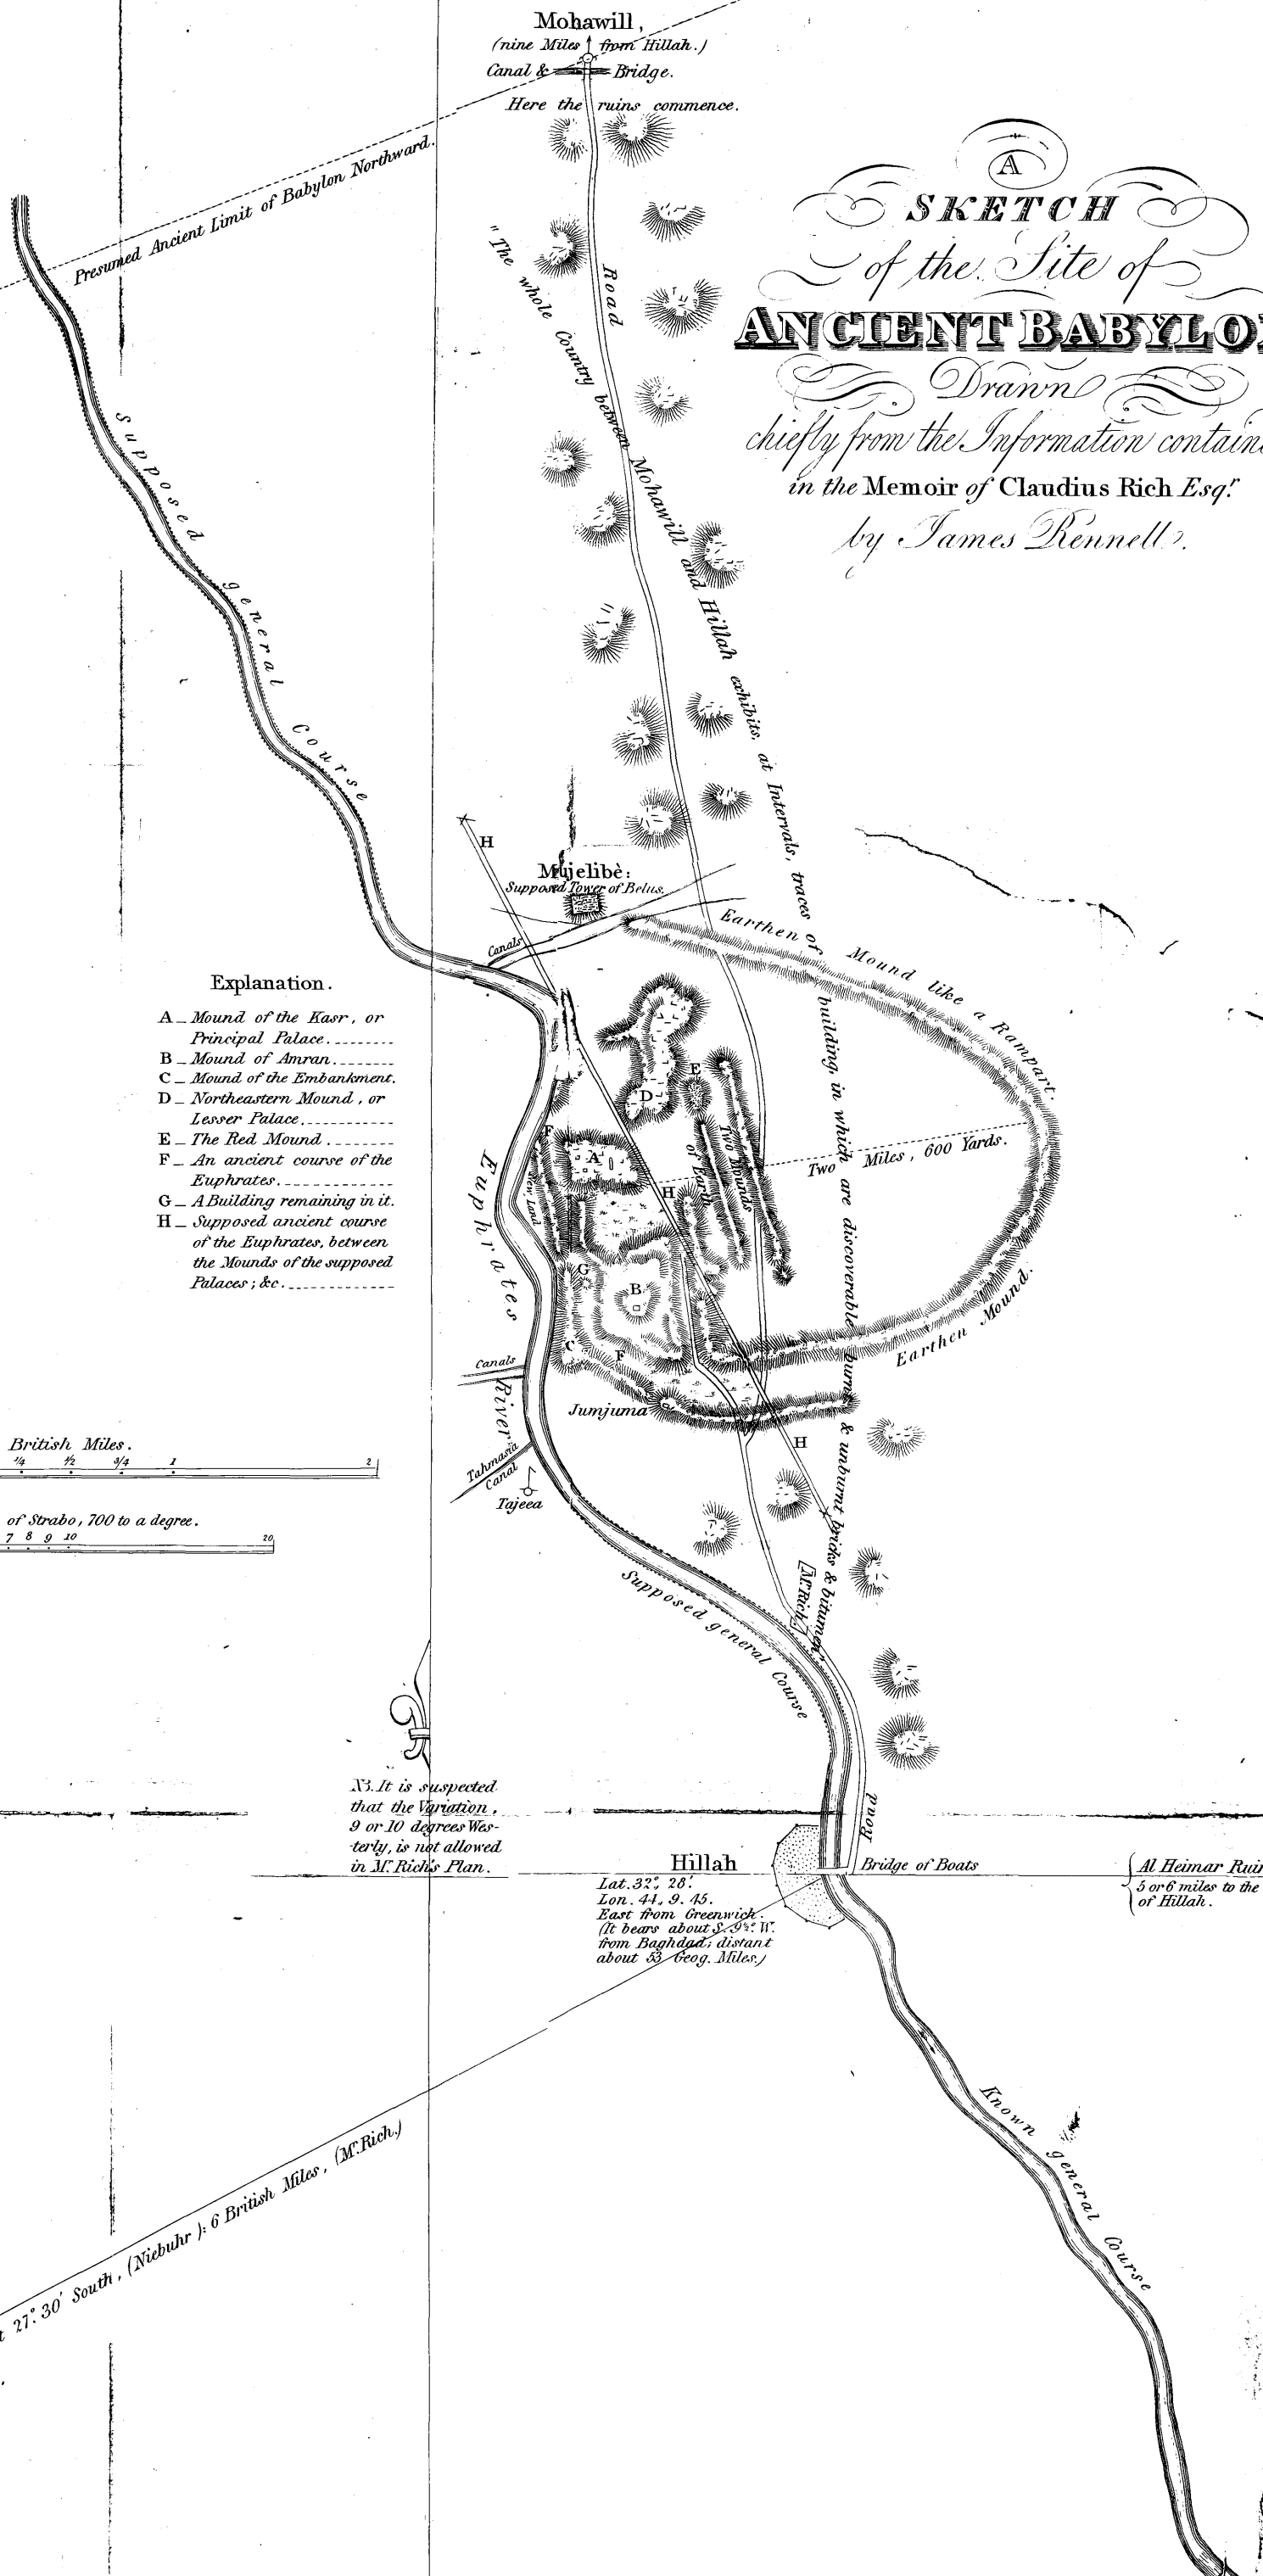 Mohawill,
(nine Miles from Hillah.)
Canal & Bridge.
Here the ruins commence.
Presumed Ancient Limit of Babylon Northward.
A
SKETCH
of the Site of
ANCIENT BABYLO
Drawn
chiefly from the Information contain
in the Memoir of Claudius Rich Esqr.
by James Rennell.
Road
"The whole Country between Mohawill and Hillah exhibits, at Intervals, traces of building, in which are discoverable burnt & unburnt bricks & bitumen,
[Mr. Rich.]
Supposed general Course
H
Mujelibè:
Supposed Tower of Belus.
Canals
Earthen Mound like a Rampart.
Explanation.
A _ Mound of the Kasr, or
Principal Palace.
B _ Mound of Amran.
C _ Mound of the Embankment.
D _ Northeastern Mound, or
Lesser Palace.
E _ The Red Mound
F _ An ancient course of the
Euphrates.
G _ A Building remaining in it.
H _ Supposed ancient course
of the Euphrates, between
the Mounds of the supposed
Palaces; &c.
E
D
F
A
New Land
Two Mounds
of Earth
Two Miles, 600 Yards.
H
G
B
C
F
Euphrates
River
Earthen Mound.
Canals
Jumjuma
H
Tahmasia
Canal
Tajeea
British Miles.
1/4 1/2 3/4 1 2
of Strabo, 700 to a degree.
7 8 9 10 20
Supposed general Course
N3. It is suspected
that the Variation,
9 or 10 degrees Wes-
terly, is not allowed
in Mr. Rich's Plan.
Road
Hillah
Bridge of Boats
Lat. 32°, 28'.
Lon. 44, 9. 45.
East from Greenwich.
(It bears about S. 9½° W.
from Baghdad; distant
about 53 Geog. Miles.)
Al Heimar Ruin
5 or 6 miles to the
of Hillah.
Known general Course
27°. 30' South, (Niebuhr): 6 British Miles, (Mr. Rich.)